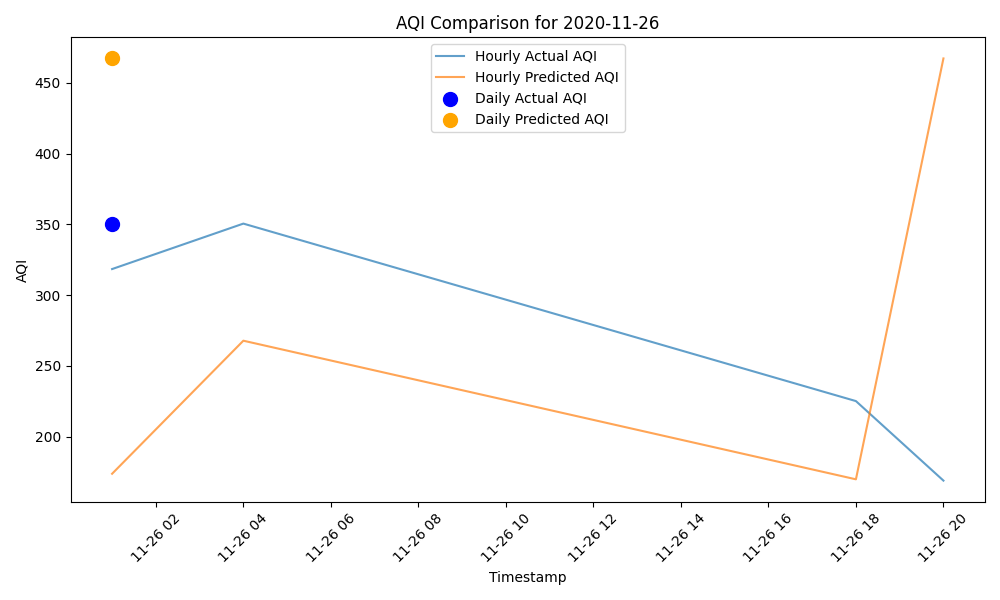 AQI Comparison for 2020-11-26
Hourly Actual AQI
Hourly Predicted AQI
Daily Actual AQI
Daily Predicted AQI
AQI
450
400
350
300
250
200
11-26 02
11-26 04
11-26 06
11-26 08
11-26 10
11-26 12
11-26 14
11-26 16
11-26 18
11-26 20
Timestamp